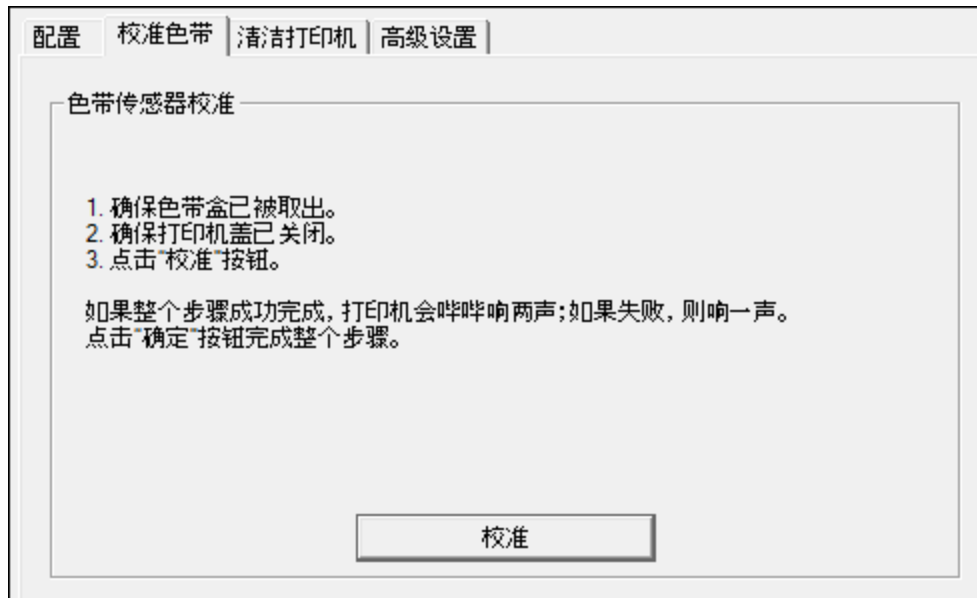 配置 校准色带 清洁打印机 高级设置
色带传感器校准
1. 确保色带盒已被取出。
2. 确保打印机盖已关闭。
3. 点击"校准"按钮。
如果整个步骤成功完成, 打印机会哔哔响两声;如果失败, 则响一声。
点击"确定"按钮完成整个步骤。
校准